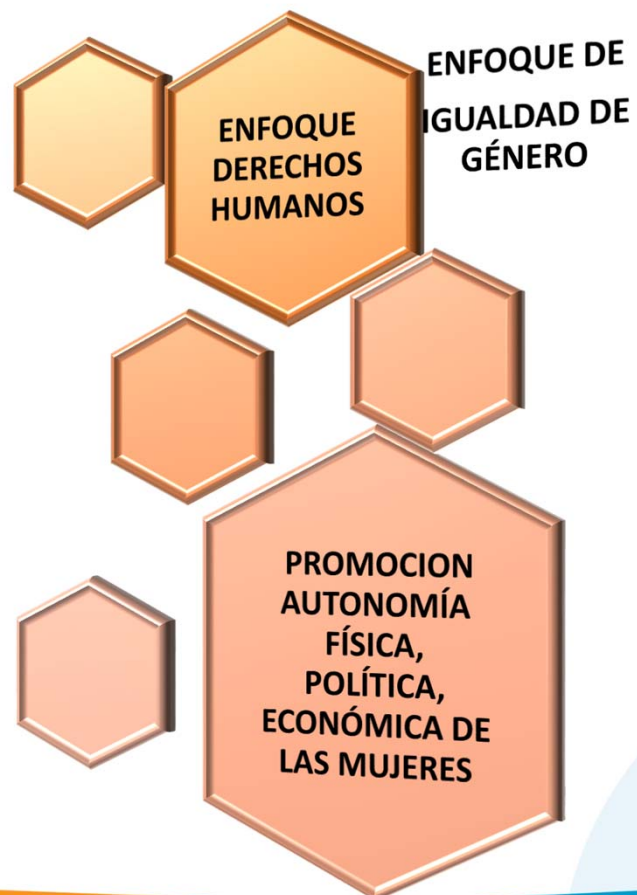 ENFOQUE
DERECHOS
HUMANOS
ENFOQUE DE
IGUALDAD DE
GÉNERO
PROMOCION
AUTONOMÍA
FÍSICA,
POLÍTICA,
ECONÓMICA DE
LAS MUJERES